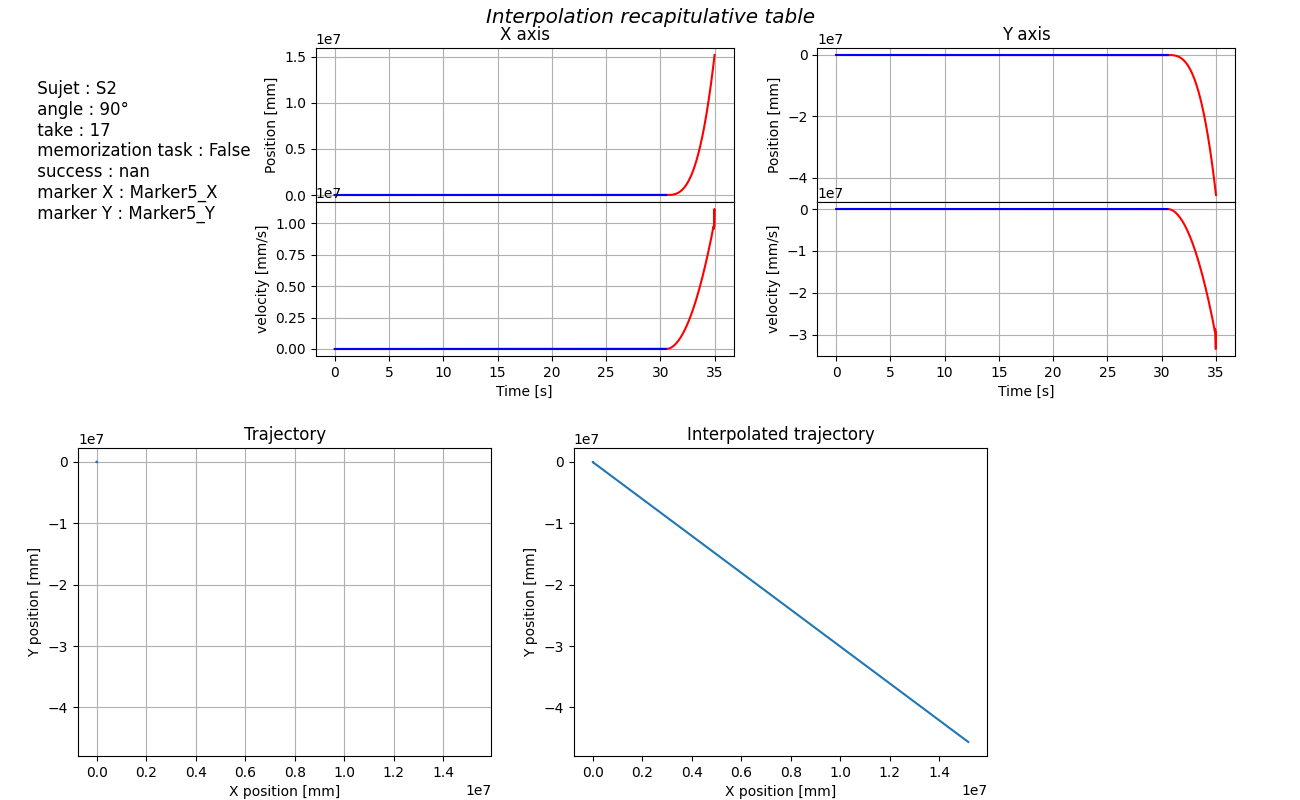 Interpolation recapitulative table
Sujet : S2
angle : 90°
take : 17
memorization task : False
success : nan
marker X : Marker5_X
marker Y : Marker5_Y
X axis
1e7
Position [mm]
1.5
1.0
0.5
0.0
1e7
velocity [mm/s]
1.00
0.75
0.50
0.25
0.00
0 5 10 15 20 25 30 35
Time [s]
Y axis
1e7
Position [mm]
0
−2
−4
1e7
velocity [mm/s]
0
−1
−2
−3
0 5 10 15 20 25 30 35
Time [s]
Trajectory
1e7
Y position [mm]
0
−1
−2
−3
−4
0.0 0.2 0.4 0.6 0.8 1.0 1.2 1.4
1e7
X position [mm]
Interpolated trajectory
1e7
Y position [mm]
0
−1
−2
−3
−4
0.0 0.2 0.4 0.6 0.8 1.0 1.2 1.4
1e7
X position [mm]